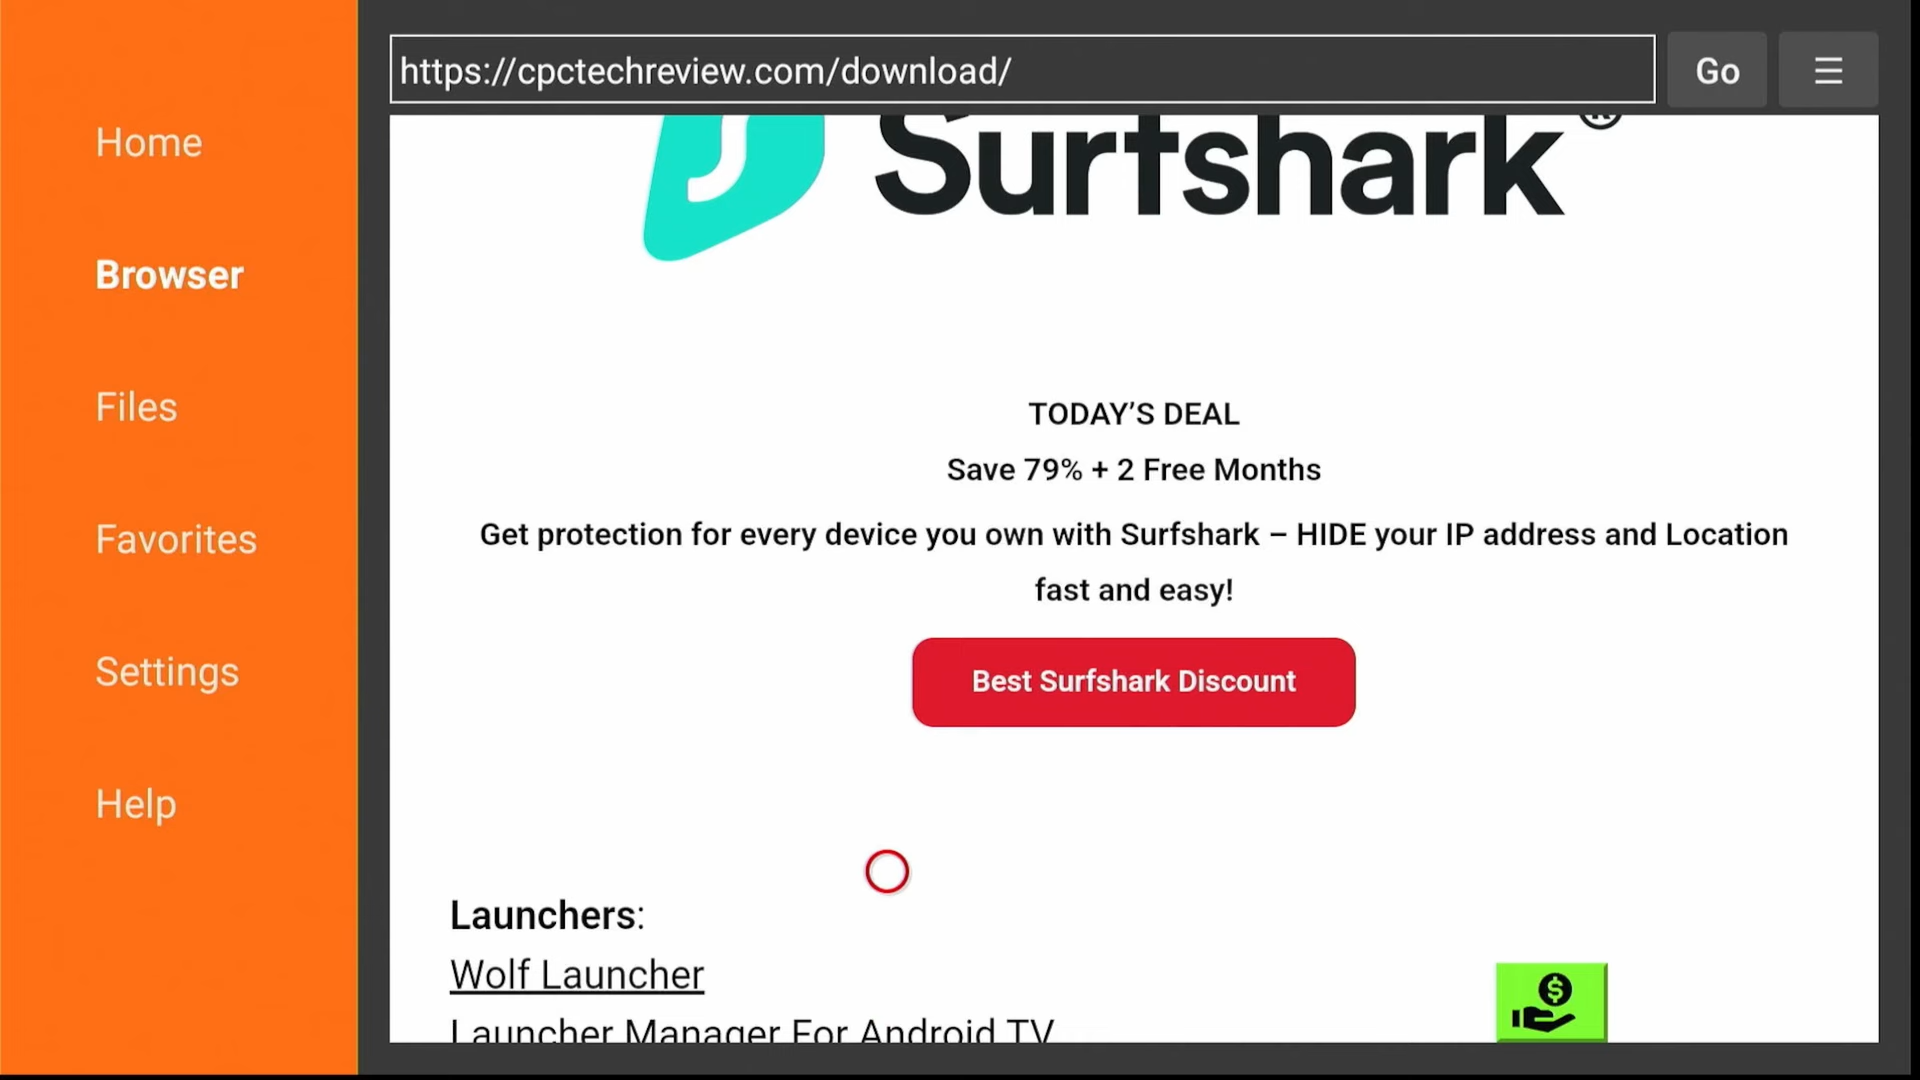 Home
Browser
Files
Favorites
Settings
Help
https://cpctechreview.com/download/
Go
Surfshark®
TODAY’S DEAL
Save 79% + 2 Free Months
Get protection for every device you own with Surfshark – HIDE your IP address and Location
fast and easy!
Best Surfshark Discount
Launchers:
Wolf Launcher
Launcher Manager For Android TV
$